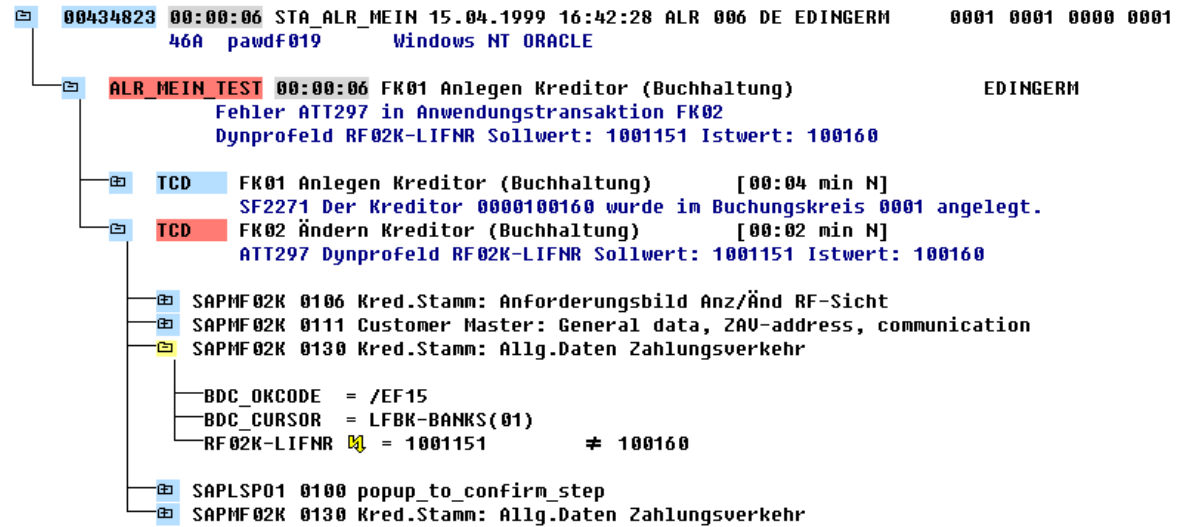 00434823 00:00:06 STA_ALR_MEIN 15.04.1999 16:42:28 ALR 006 DE EDINGERM 0001 0001 0000 0001
46A pawdf019 Windows NT ORACLE
ALR_MEIN_TEST 00:00:06 FK01 Anlegen Kreditor (Buchhaltung) EDINGERM
Fehler ATT297 in Anwendungstransaktion FK02
Dynprofeld RF02K-LIFNR Sollwert: 1001151 Istwert: 100160
TCD FK01 Anlegen Kreditor (Buchhaltung) [00:04 min N]
SF2271 Der Kreditor 0000100160 wurde im Buchungskreis 0001 angelegt.
TCD FK02 Ändern Kreditor (Buchhaltung) [00:02 min N]
ATT297 Dynprofeld RF02K-LIFNR Sollwert: 1001151 Istwert: 100160
SAPMF02K 0106 Kred.Stamm: Anforderungsbild Anz/Änd RF-Sicht
SAPMF02K 0111 Customer Master: General data, ZAV-address, communication
SAPMF02K 0130 Kred.Stamm: Allg.Daten Zahlungsverkehr
BDC_OKCODE = /EF15
BDC_CURSOR = LFBK-BANKS(01)
RF02K-LIFNR = 1001151 ≠ 100160
SAPLSPO1 0100 popup_to_confirm_step
SAPMF02K 0130 Kred.Stamm: Allg.Daten Zahlungsverkehr